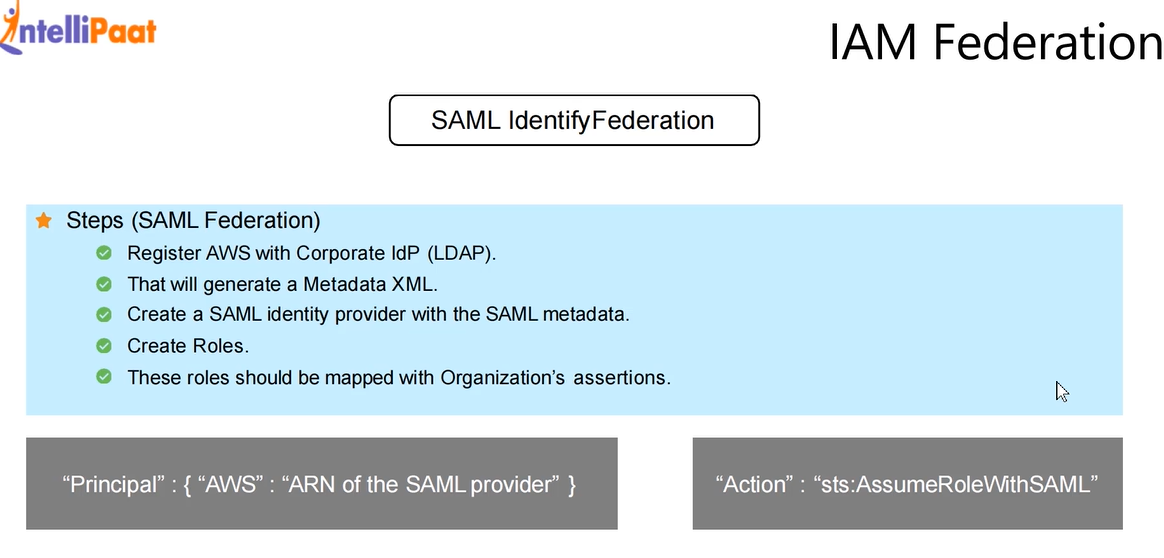 IntelliPaat
IAM Federation
SAML IdentifyFederation
Steps (SAML Federation)
Register AWS with Corporate IdP (LDAP).
That will generate a Metadata XML.
Create a SAML identity provider with the SAML metadata.
Create Roles.
These roles should be mapped with Organization’s assertions.
“Principal” : { “AWS” : “ARN of the SAML provider” }
“Action” : “sts:AssumeRoleWithSAML”